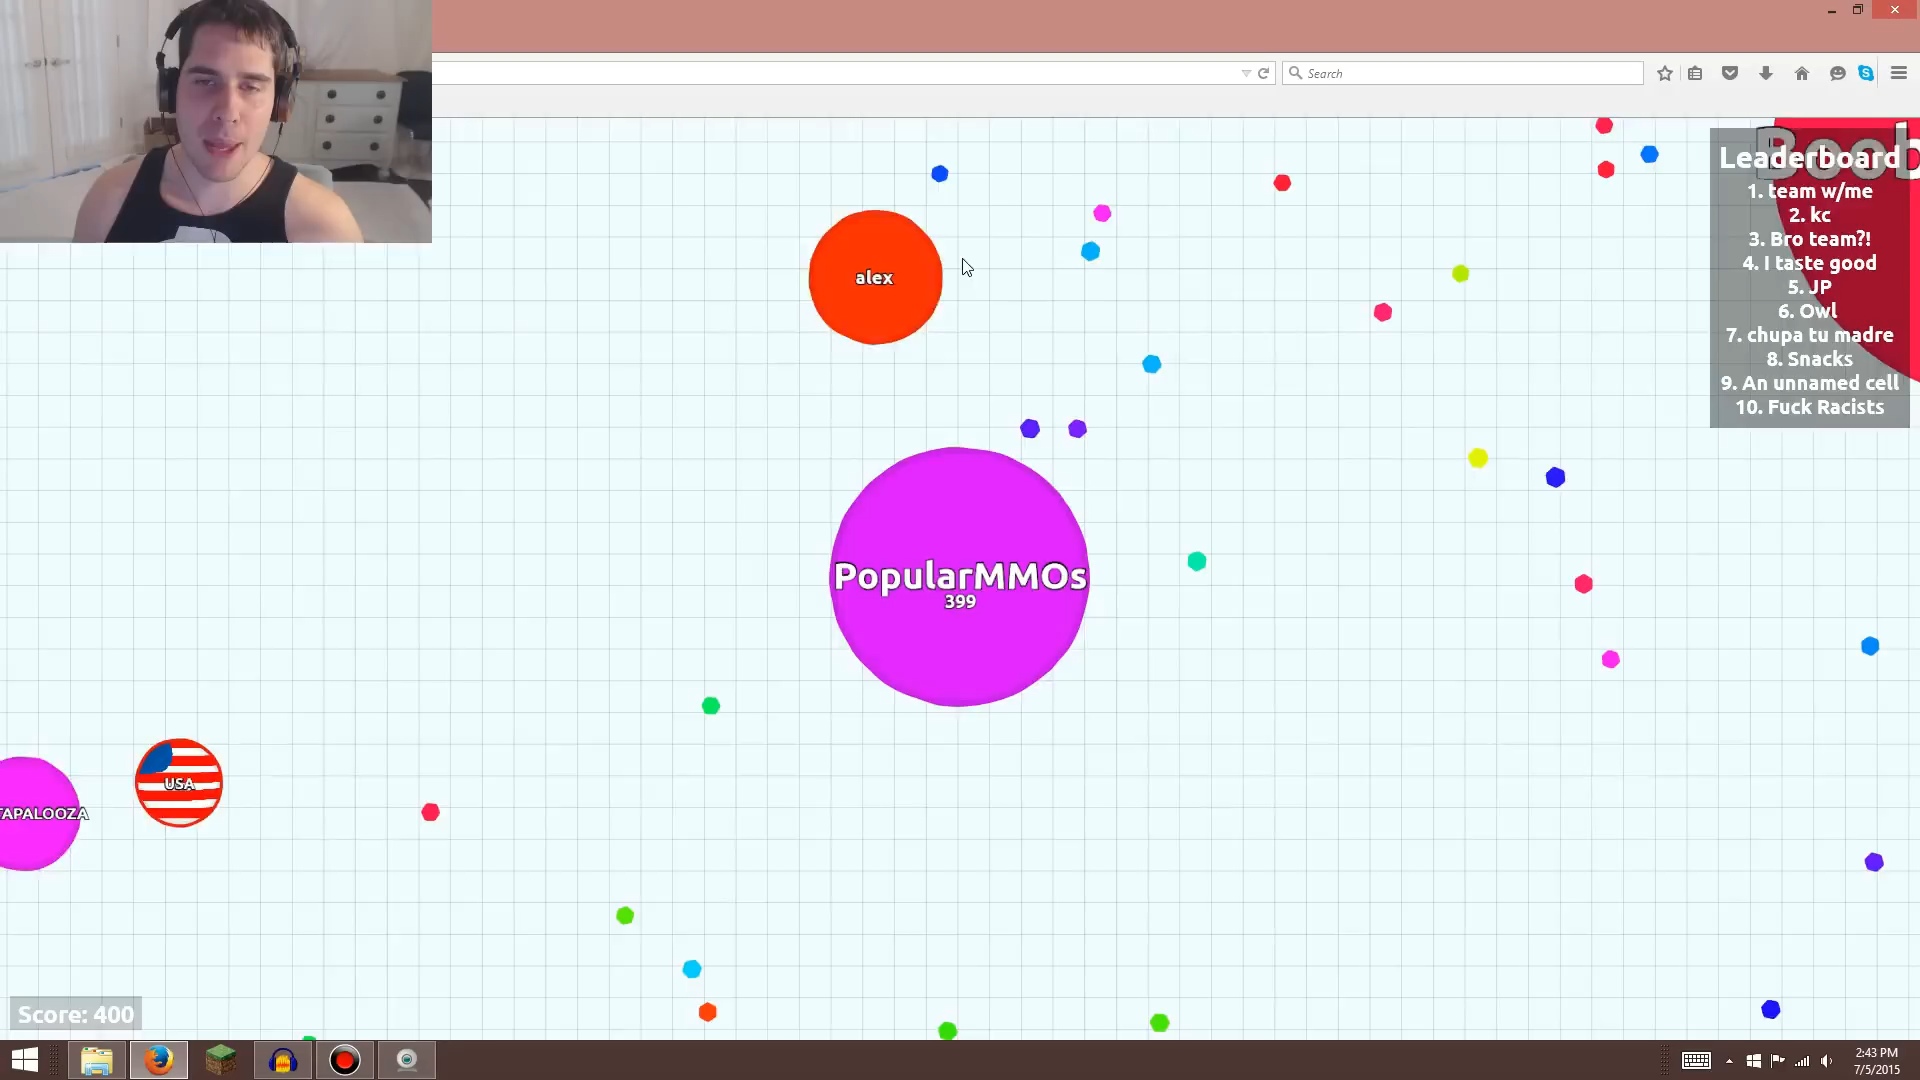 Search
Boob
Leaderboard
1. team w/me
2. kc
3. Bro team?!
4. I taste good
5. JP
6. Owl
7. chupa tu madre
8. Snacks
9. An unnamed cell
10. Fuck Racists
alex
PopularMMOs
399
USA
TAPALOOZA
Score: 400
2:43 PM
7/5/2015